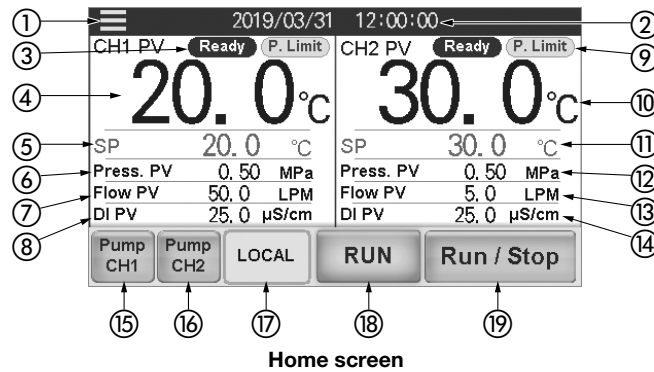 ① 2019/03/31 12:00:00 ②
③ CH1 PV Ready P. Limit CH2 PV Ready P. Limit ⑨
④ 20. 0 °C 30. 0 °C ⑩
⑤ SP 20. 0 °C SP 30. 0 °C ⑪
⑥ Press. PV 0. 50 MPa Press. PV 0. 50 MPa ⑫
⑦ Flow PV 50. 0 LPM Flow PV 5. 0 LPM ⑬
⑧ DI PV 25. 0 μS/cm DI PV 25. 0 μS/cm ⑭
Pump CH1 Pump CH2 LOCAL RUN Run / Stop
⑮ ⑯ ⑰ ⑱ ⑲
Home screen